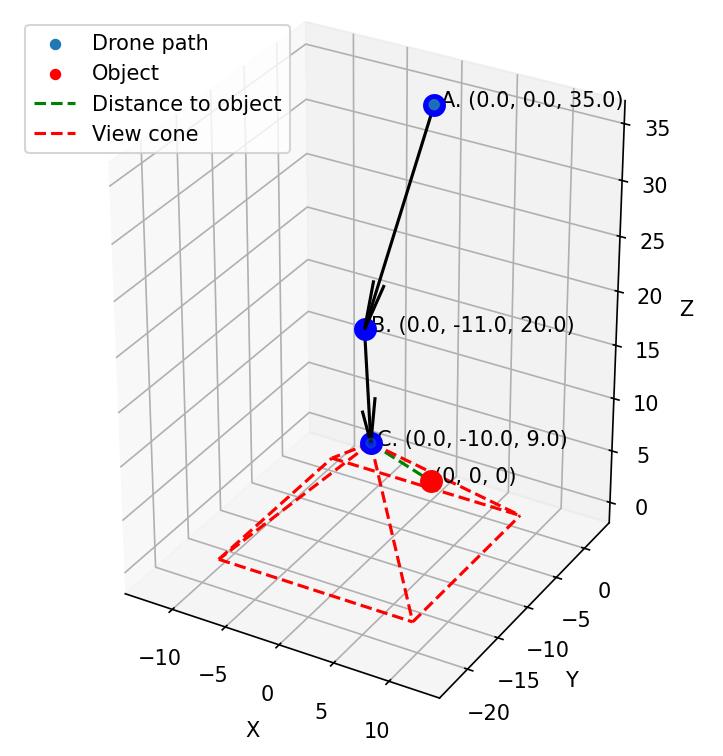 Drone path
Object
Distance to object
View cone
A. (0.0, 0.0, 35.0)
B. (0.0, -11.0, 20.0)
C. (0.0, -10.0, 9.0)
(0, 0, 0)
35
30
25
20
15
10
5
0
Z
0
−5
−10
−15
−20
Y
−10
−5
0
5
10
X